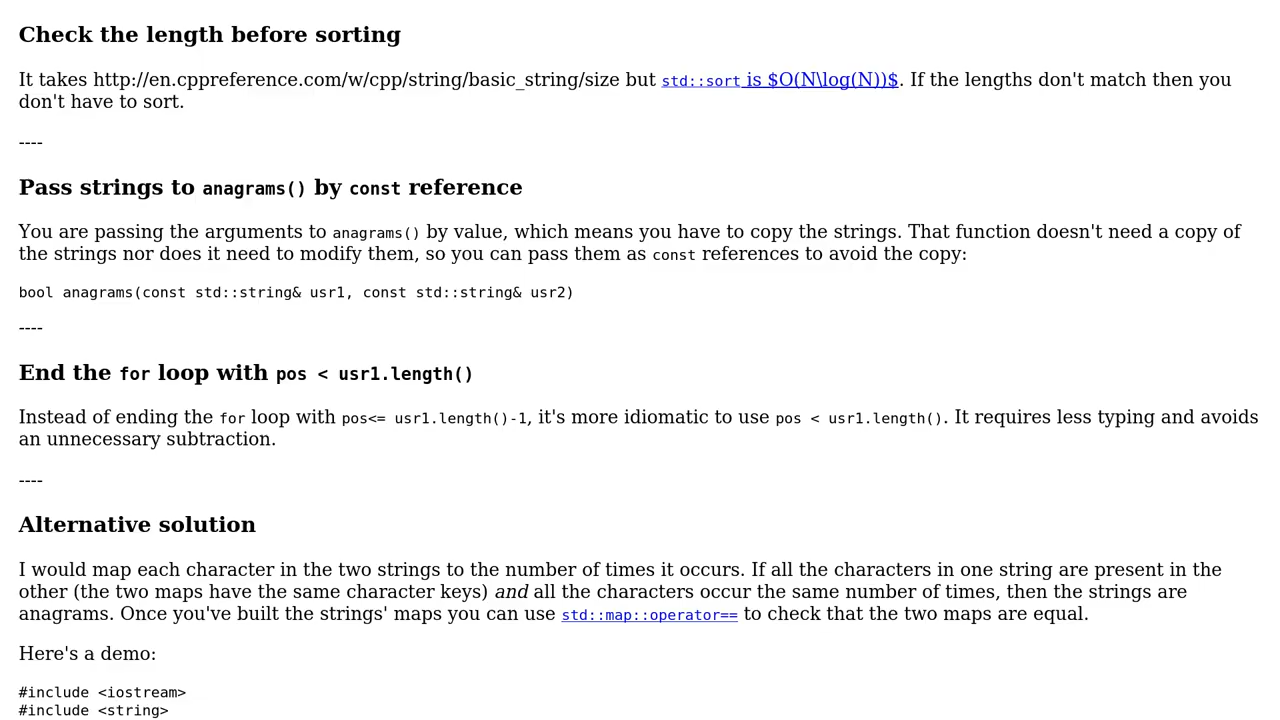 Check the length before sorting
It takes http://en.cppreference.com/w/cpp/string/basic_string/size but std::sort is $O(N\log(N))$. If the lengths don't match then you
don't have to sort.
----
Pass strings to anagrams() by const reference
You are passing the arguments to anagrams() by value, which means you have to copy the strings. That function doesn't need a copy of
the strings nor does it need to modify them, so you can pass them as const references to avoid the copy:
bool anagrams(const std::string& usr1, const std::string& usr2)
----
End the for loop with pos < usr1.length()
Instead of ending the for loop with pos<= usr1.length()-1, it's more idiomatic to use pos < usr1.length(). It requires less typing and avoids
an unnecessary subtraction.
----
Alternative solution
I would map each character in the two strings to the number of times it occurs. If all the characters in one string are present in the
other (the two maps have the same character keys) and all the characters occur the same number of times, then the strings are
anagrams. Once you've built the strings' maps you can use std::map::operator== to check that the two maps are equal.
Here's a demo:
#include <iostream>
#include <string>